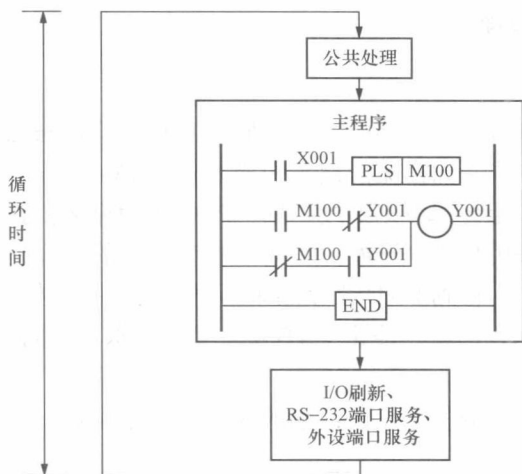 公共处理
主程序
X001
PLS M100
M100 Y001 Y001
M100 Y001
END
循环时间
I/O刷新、
RS-232端口服务、
外设端口服务